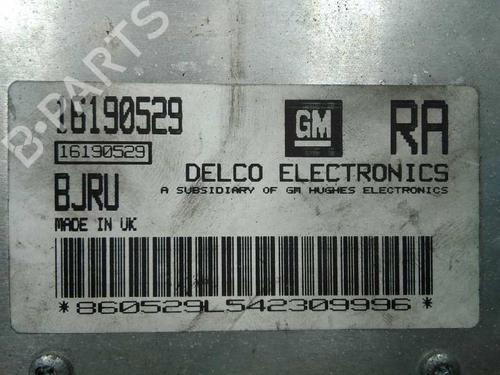 B-PARTS
16190529
GM
RA
16190529
DELCO ELECTRONICS
A SUBSIDIARY OF GM HUGHES ELECTRONICS
BJRU
MADE IN UK
*860529L542309996*